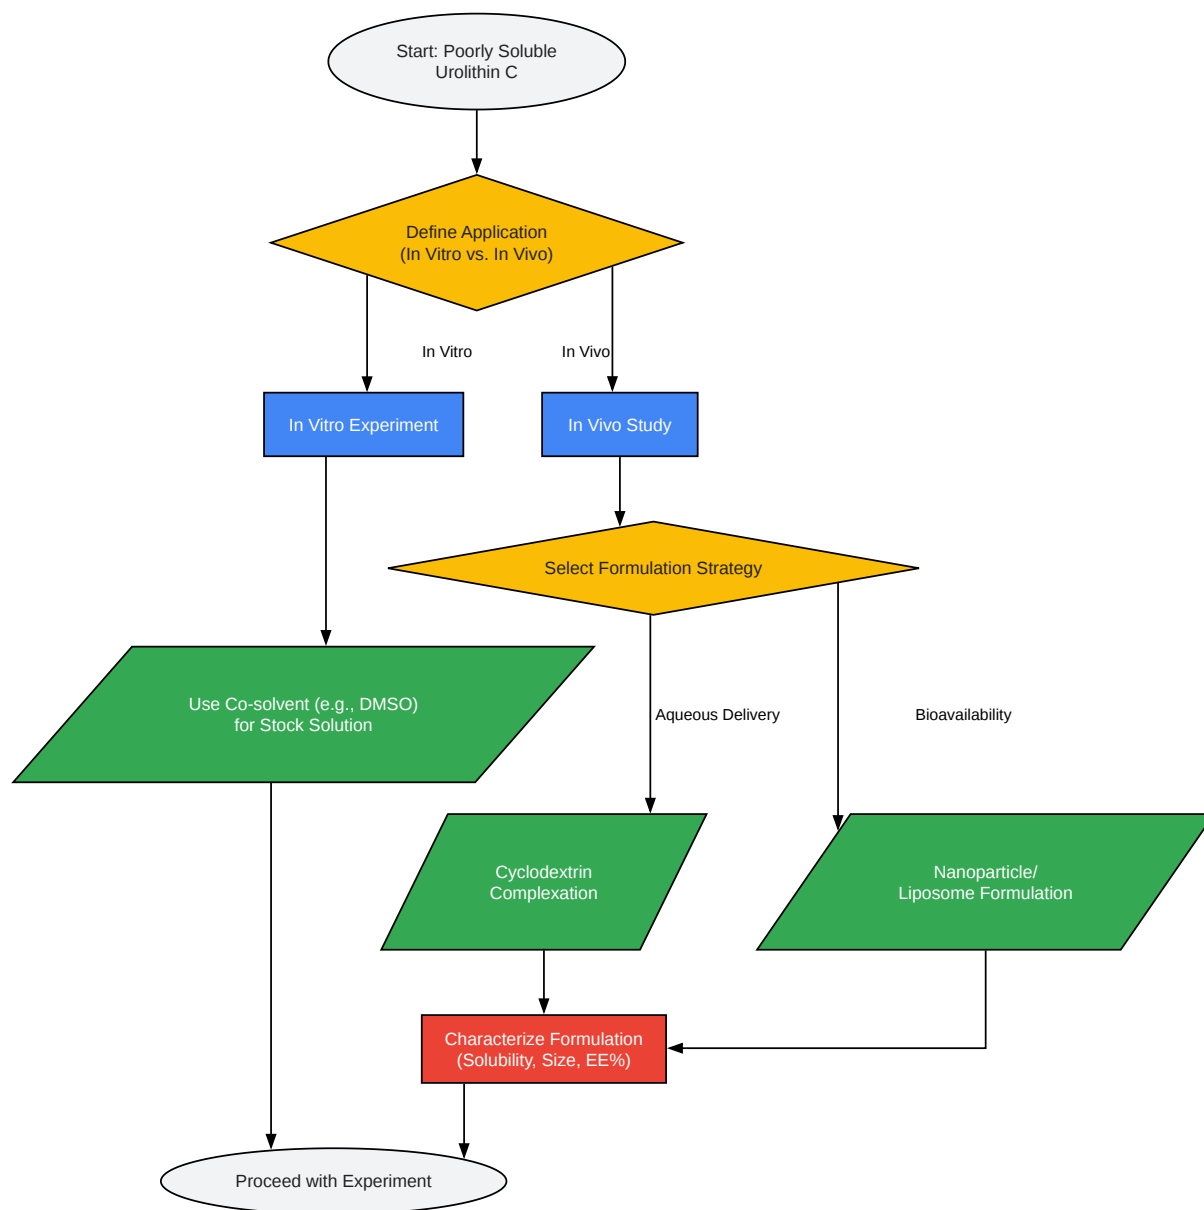 Start: Poorly Soluble
Urolithin C
Define Application
(In Vitro vs. In Vivo)
In Vitro
In Vivo
In Vitro Experiment
In Vivo Study
Select Formulation Strategy
Use Co-solvent (e.g., DMSO)
for Stock Solution
Aqueous Delivery
Bioavailability
Cyclodextrin
Complexation
Nanoparticle/
Liposome Formulation
Characterize Formulation
(Solubility, Size, EE%)
Proceed with Experiment